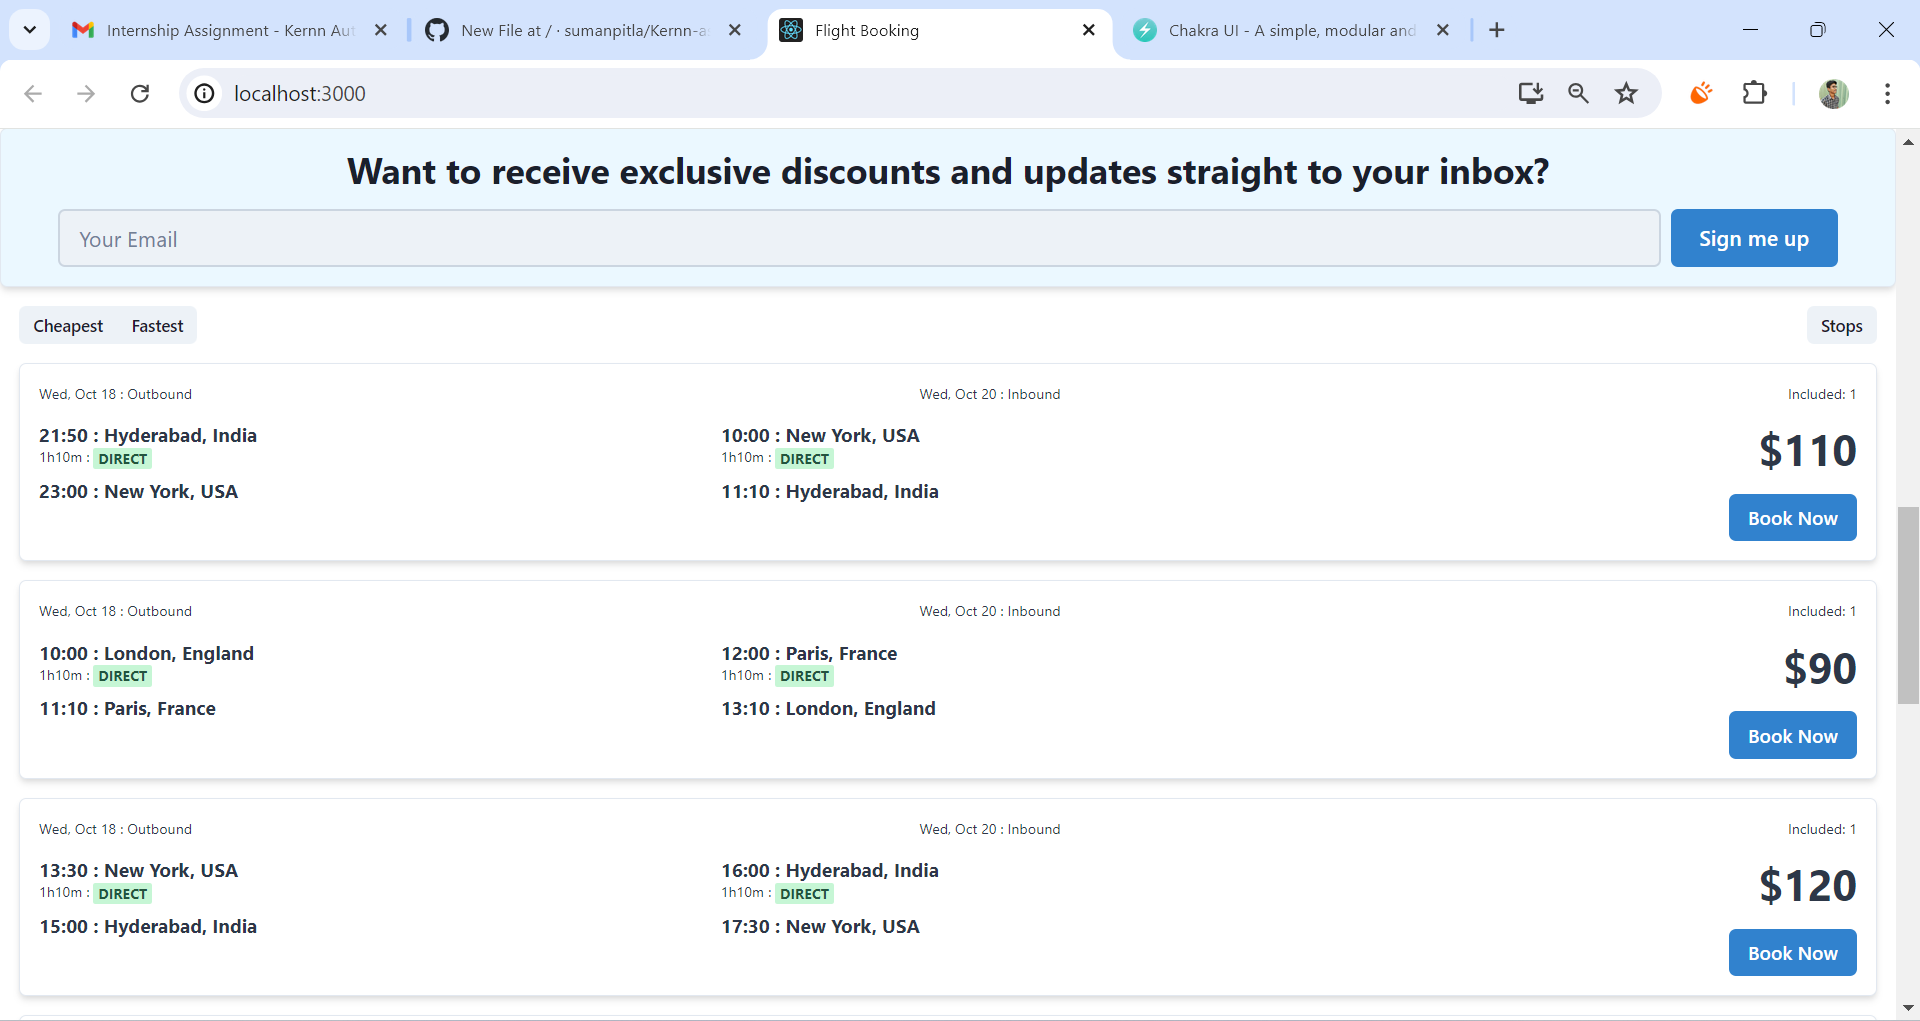 Internship Assignment - Kernn Aut
New File at / · sumanpitla/Kernn-as
Flight Booking
Chakra UI - A simple, modular and
localhost:3000
Want to receive exclusive discounts and updates straight to your inbox?
Your Email
Sign me up
Cheapest
Fastest
Stops
Wed, Oct 18 : Outbound
Wed, Oct 20 : Inbound
Included: 1
21:50 : Hyderabad, India
1h10m : DIRECT
23:00 : New York, USA
10:00 : New York, USA
1h10m : DIRECT
11:10 : Hyderabad, India
$110
Book Now
Wed, Oct 18 : Outbound
Wed, Oct 20 : Inbound
Included: 1
10:00 : London, England
1h10m : DIRECT
11:10 : Paris, France
12:00 : Paris, France
1h10m : DIRECT
13:10 : London, England
$90
Book Now
Wed, Oct 18 : Outbound
Wed, Oct 20 : Inbound
Included: 1
13:30 : New York, USA
1h10m : DIRECT
15:00 : Hyderabad, India
16:00 : Hyderabad, India
1h10m : DIRECT
17:30 : New York, USA
$120
Book Now